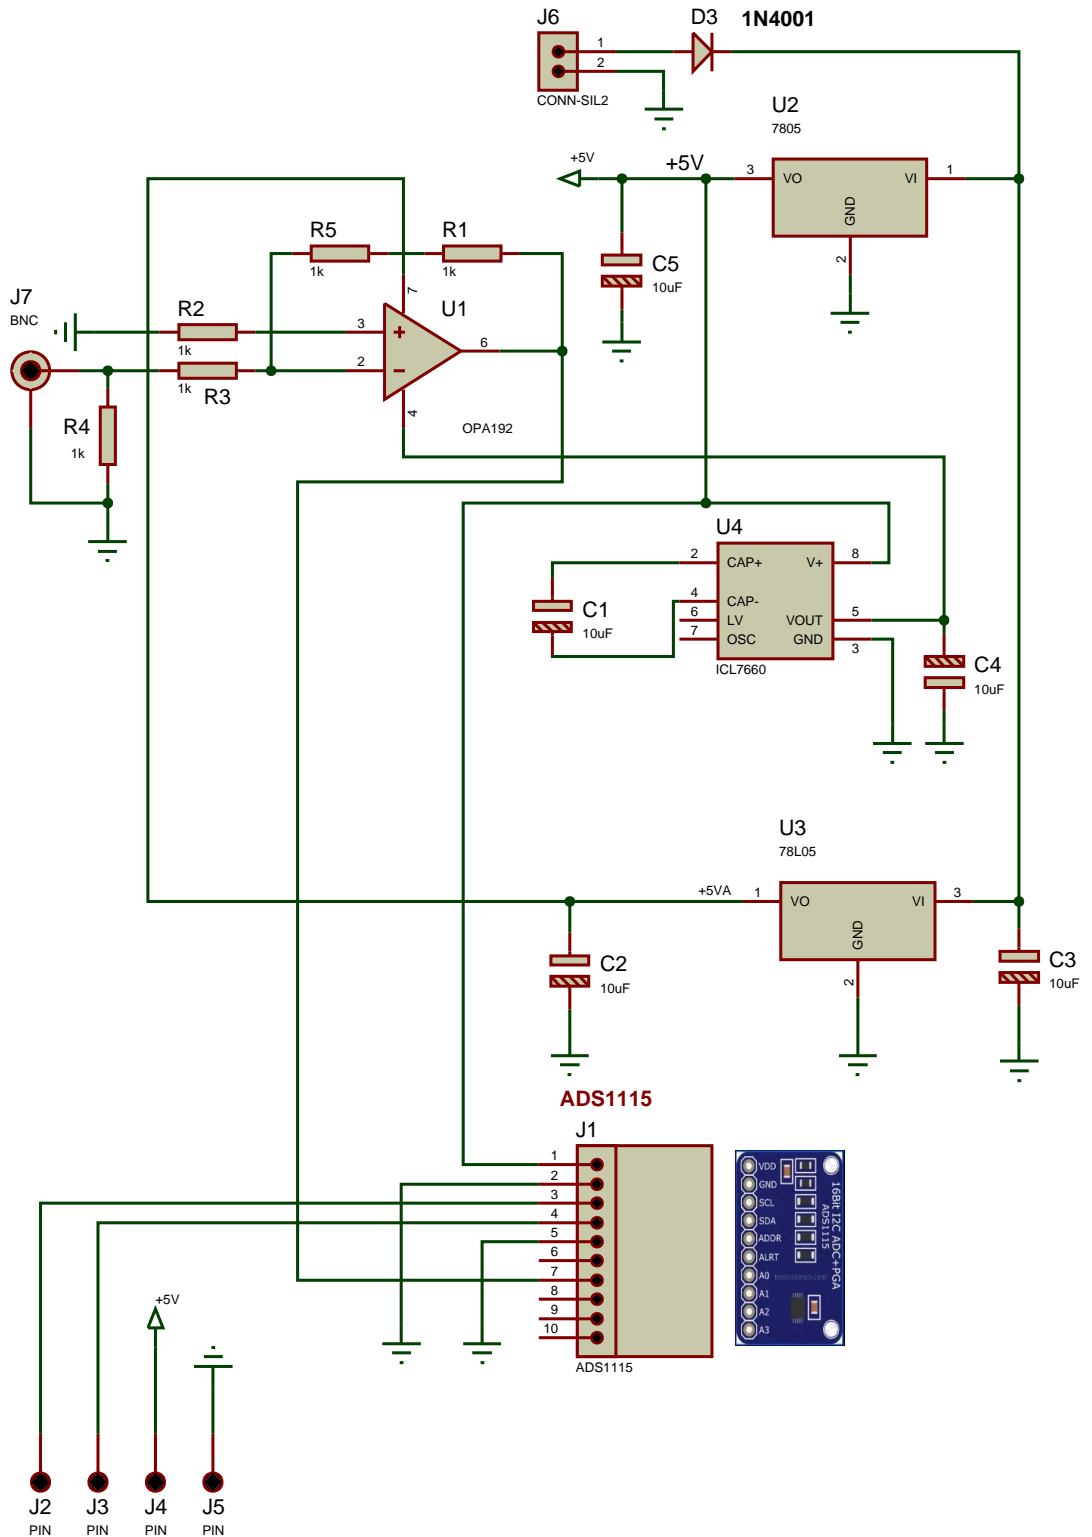 J6
D3
1N4001
1
2
CONN-SIL2
U2
7805
+5V
+5V
3
VO
VI
1
GND
2
C5
10uF
R5
1k
R1
1k
J7
BNC
R2
1k
3
7
U1
6
R3
1k
2
4
OPA192
R4
1k
U4
2
CAP+
V+
8
4
CAP-
6
LV
VOUT
5
7
OSC
GND
3
ICL7660
C1
10uF
C4
10uF
U3
78L05
+5VA
1
VO
VI
3
GND
2
C2
10uF
C3
10uF
ADS1115
J1
1
2
3
4
5
6
7
8
9
10
ADS1115
VDD
GND
SCL
SDA
ADDR
ALRT
A0
A1
A2
A3
16Bit I2C ADC+PGA
ADS1115
+5V
J2
PIN
J3
PIN
J4
PIN
J5
PIN